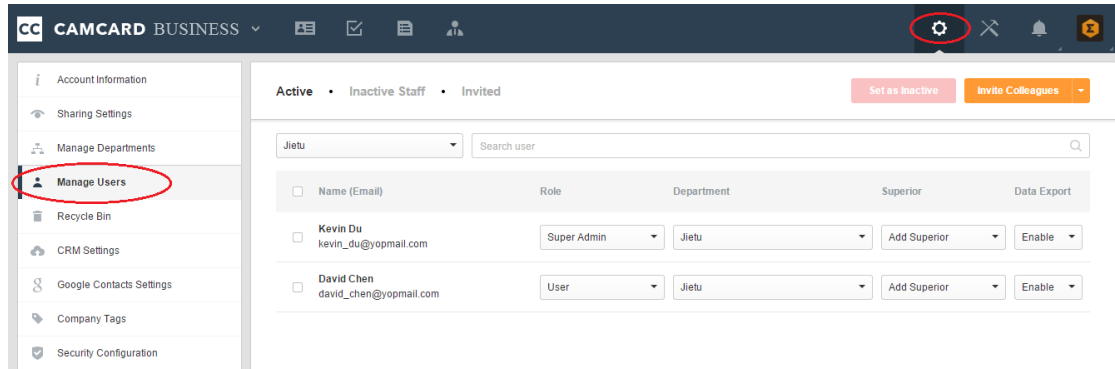 CC CAMCARD BUSINESS
i Account Information
Sharing Settings
Manage Departments
Manage Users
Recycle Bin
CRM Settings
8 Google Contacts Settings
Company Tags
Security Configuration
Active • Inactive Staff • Invited
Set as Inactive
Invite Colleagues
Jietu
Search user
Name (Email) Role Department Superior Data Export
Kevin Du
kevin_du@yopmail.com
Super Admin Jietu Add Superior Enable
David Chen
david_chen@yopmail.com
User Jietu Add Superior Enable